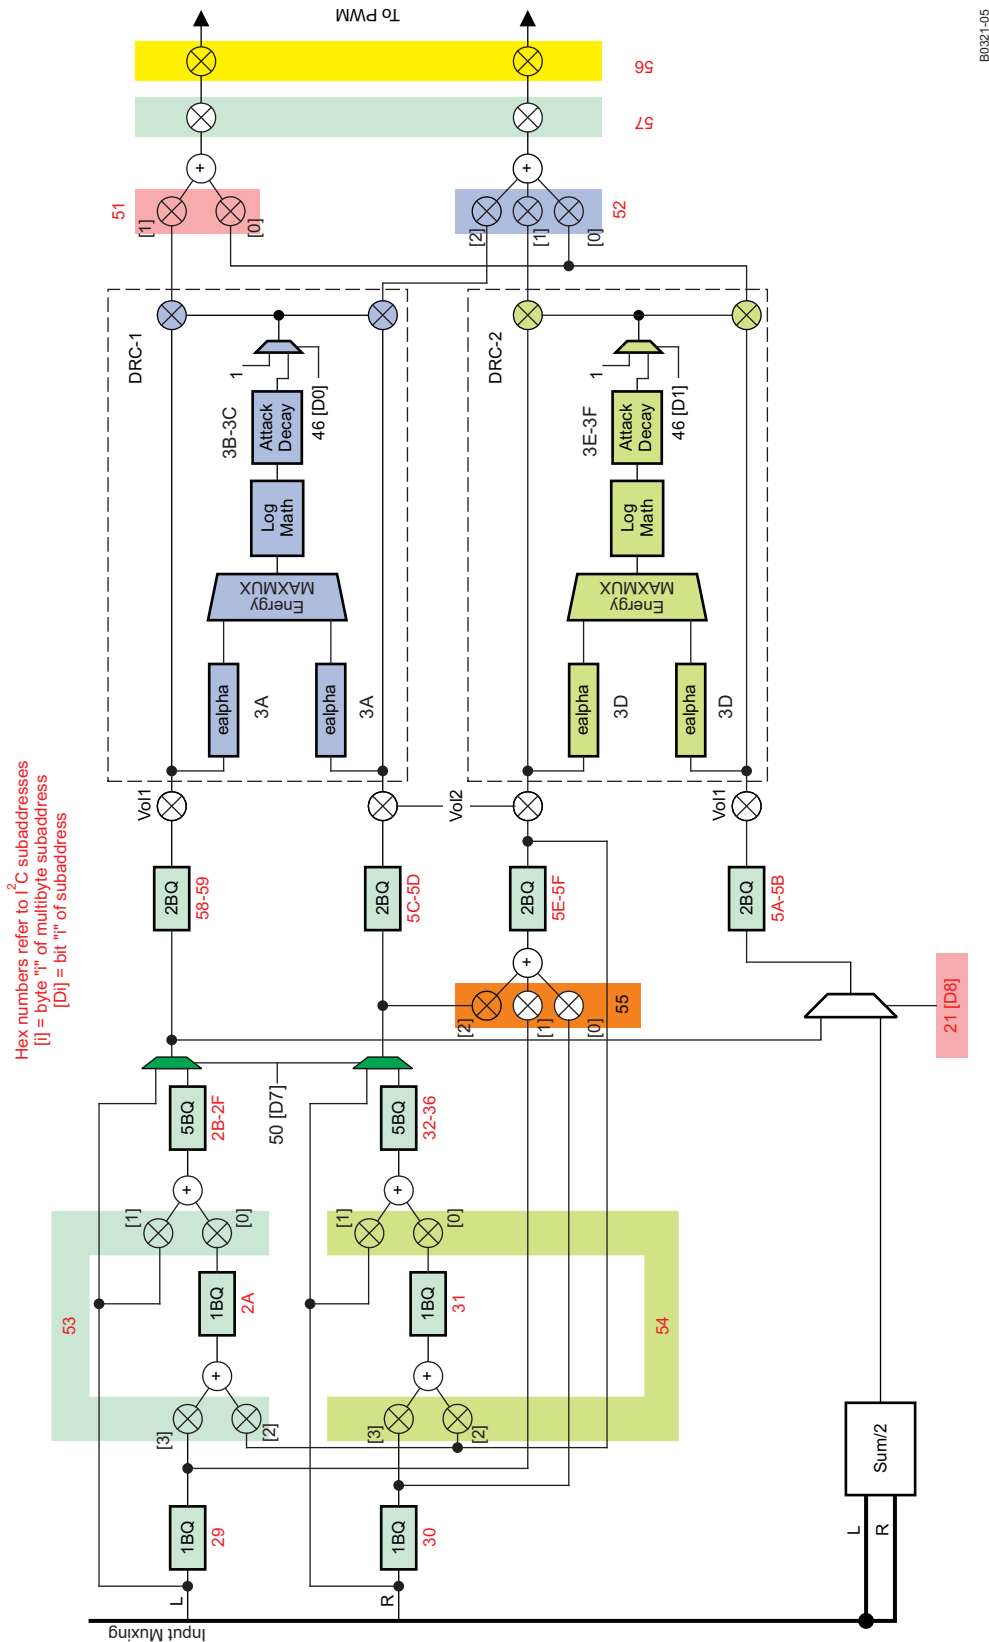 B0321-05
To PWM
56
57
51
[1]
[0]
52
[2]
[1]
[0]
DRC-1
3B-3C
1
Attack
Decay
46 [D0]
Log
Math
Energy
MAXMUX
ealpha
3A
ealpha
3A
DRC-2
3E-3F
1
Attack
Decay
46 [D1]
Log
Math
Energy
MAXMUX
ealpha
3D
ealpha
3D
Hex numbers refer to I²C subaddresses
[i] = byte "i" of multibyte subaddress
[Di] = bit "i" of subaddress
Vol1
Vol2
Vol1
2BQ
58-59
2BQ
5C-5D
2BQ
5E-5F
2BQ
5A-5B
+
+
+
55
[2]
[1]
[0]
21 [D8]
5BQ
2B-2F
50 [D7]
5BQ
32-36
+
+
[1]
[0]
[1]
[0]
53
1BQ
2A
1BQ
31
54
+
+
[3]
[2]
[3]
[2]
1BQ
29
1BQ
30
Sum/2
L
R
L
R
Input Muxing